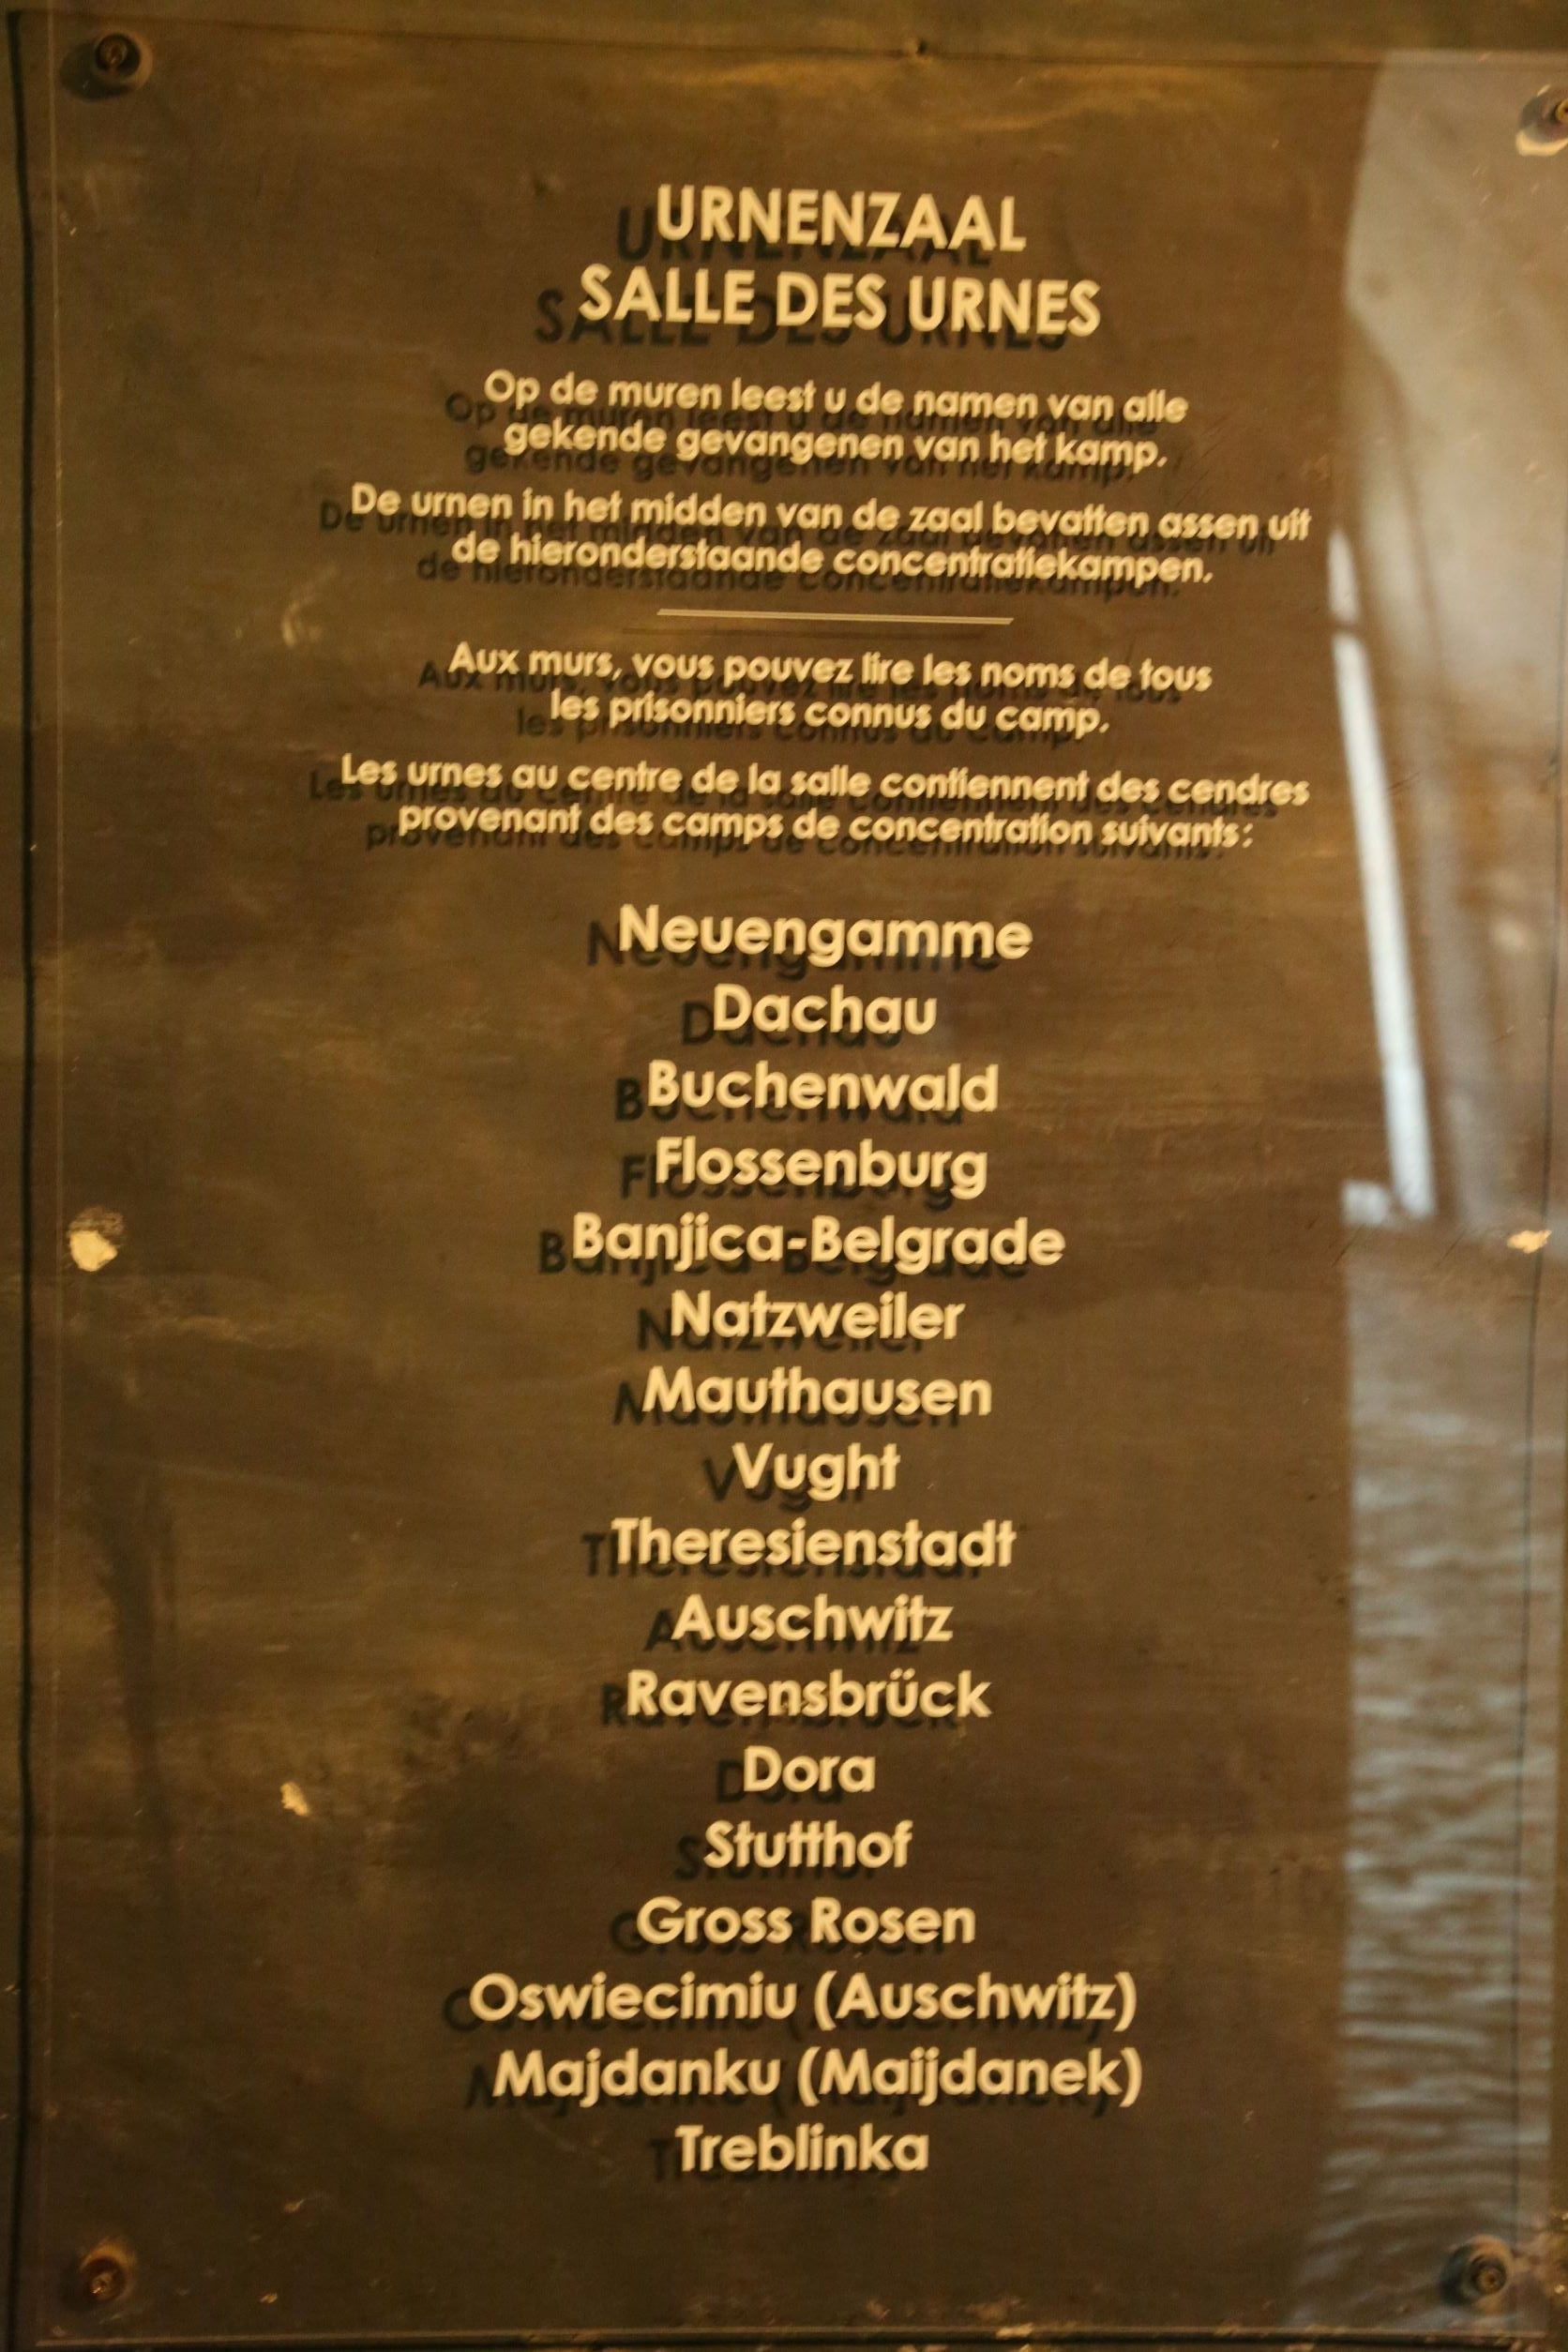 URNENZAAL
SALLE DES URNES
Op de muren leest u de namen van alle
gekende gevangenen van het kamp.
De urnen in het midden van de zaal bevatten assen uit
de hieronderstaande concentratiekampen.
Aux murs, vous pouvez lire les noms de tous
les prisonniers connus du camp.
Les urnes au centre de la salle contiennent des cendres
provenant des camps de concentration suivants:
Neuengamme
Dachau
Buchenwald
Flossenburg
Banjica-Belgrade
Natzweiler
Mauthausen
Vught
Theresienstadt
Auschwitz
Ravensbrück
Dora
Stutthof
Gross Rosen
Oswiecimiu (Auschwitz)
Majdanku (Maijdanek)
Treblinka